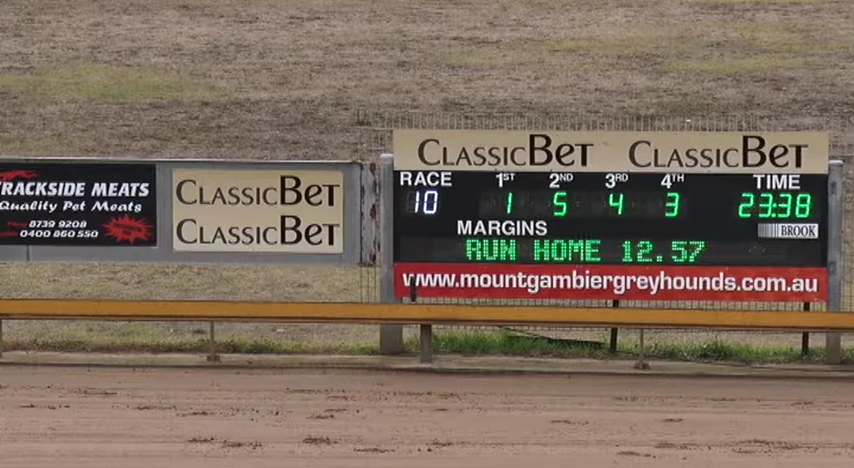 CLASSICBET CLASSICBET
RACE 1ST 2ND 3RD 4TH TIME
10 1 5 4 3 23.38
MARGINS BROOK
RUN HOME 12.57
www.mountgambiergreyhounds.com.au
RACKSIDE MEATS
Quality Pet Meats
8739 9208
0400 860 550
CLASSICBET
CLASSICBET